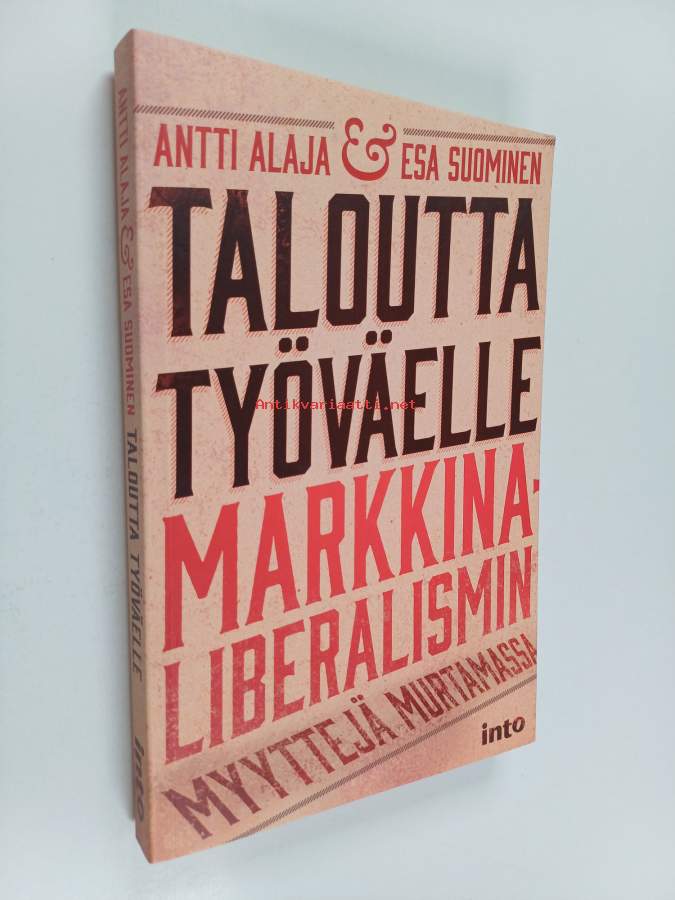 ANTTI ALAJA & ESA SUOMINEN
TALOUTTA
TYÖVÄELLE
MARKKINA-
LIBERALISMIN
MYYTTEJÄ MURTAMASSA
into
Antikvariaatti.net
ANTTI ALAJA & ESA SUOMINEN TALOUTTA TYÖVÄELLE into